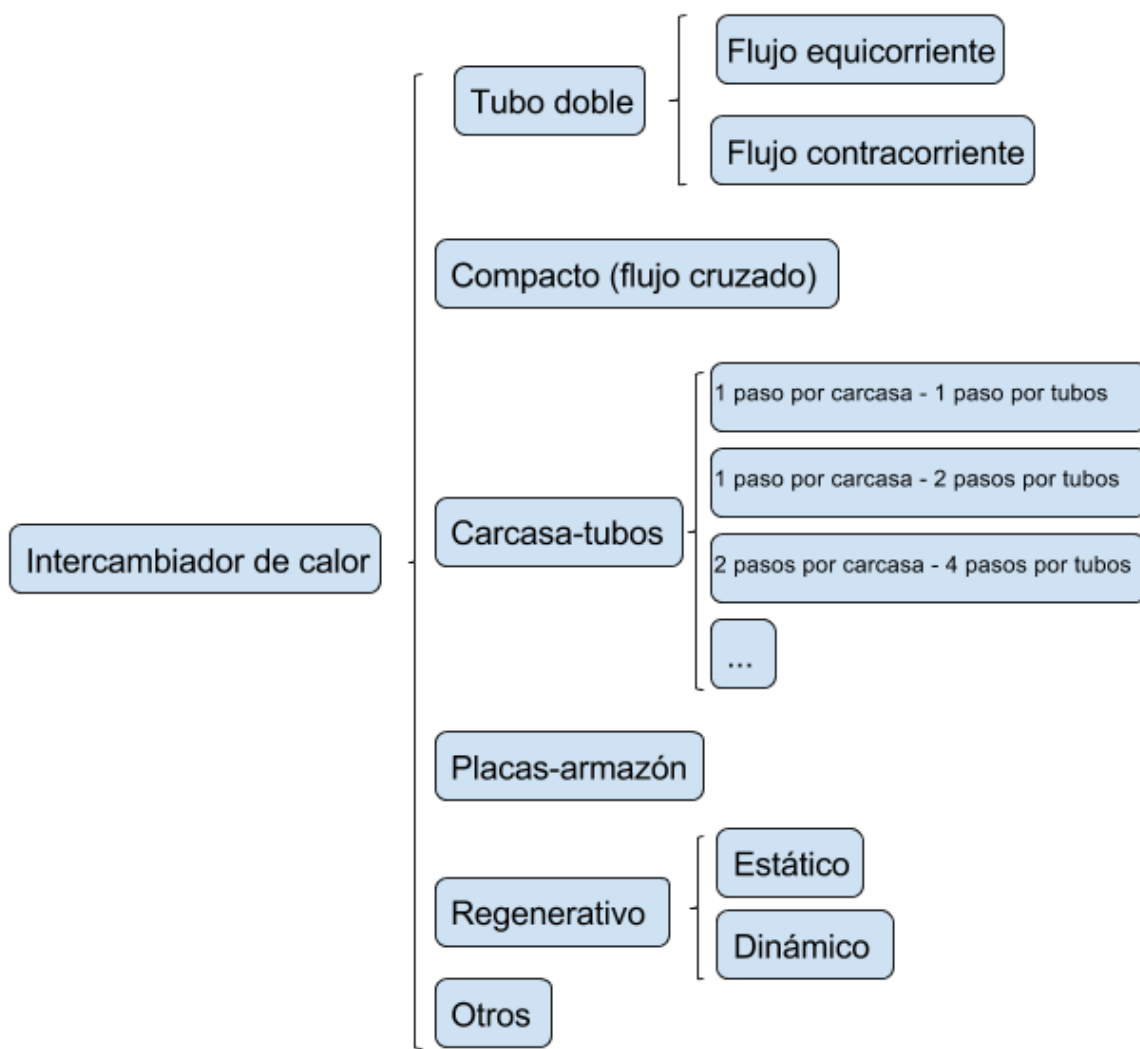 Intercambiador de calor
Tubo doble
Flujo equicorriente
Flujo contracorriente
Compacto (flujo cruzado)
Carcasa-tubos
1 paso por carcasa - 1 paso por tubos
1 paso por carcasa - 2 pasos por tubos
2 pasos por carcasa - 4 pasos por tubos
...
Placas-armazón
Regenerativo
Estático
Dinámico
Otros